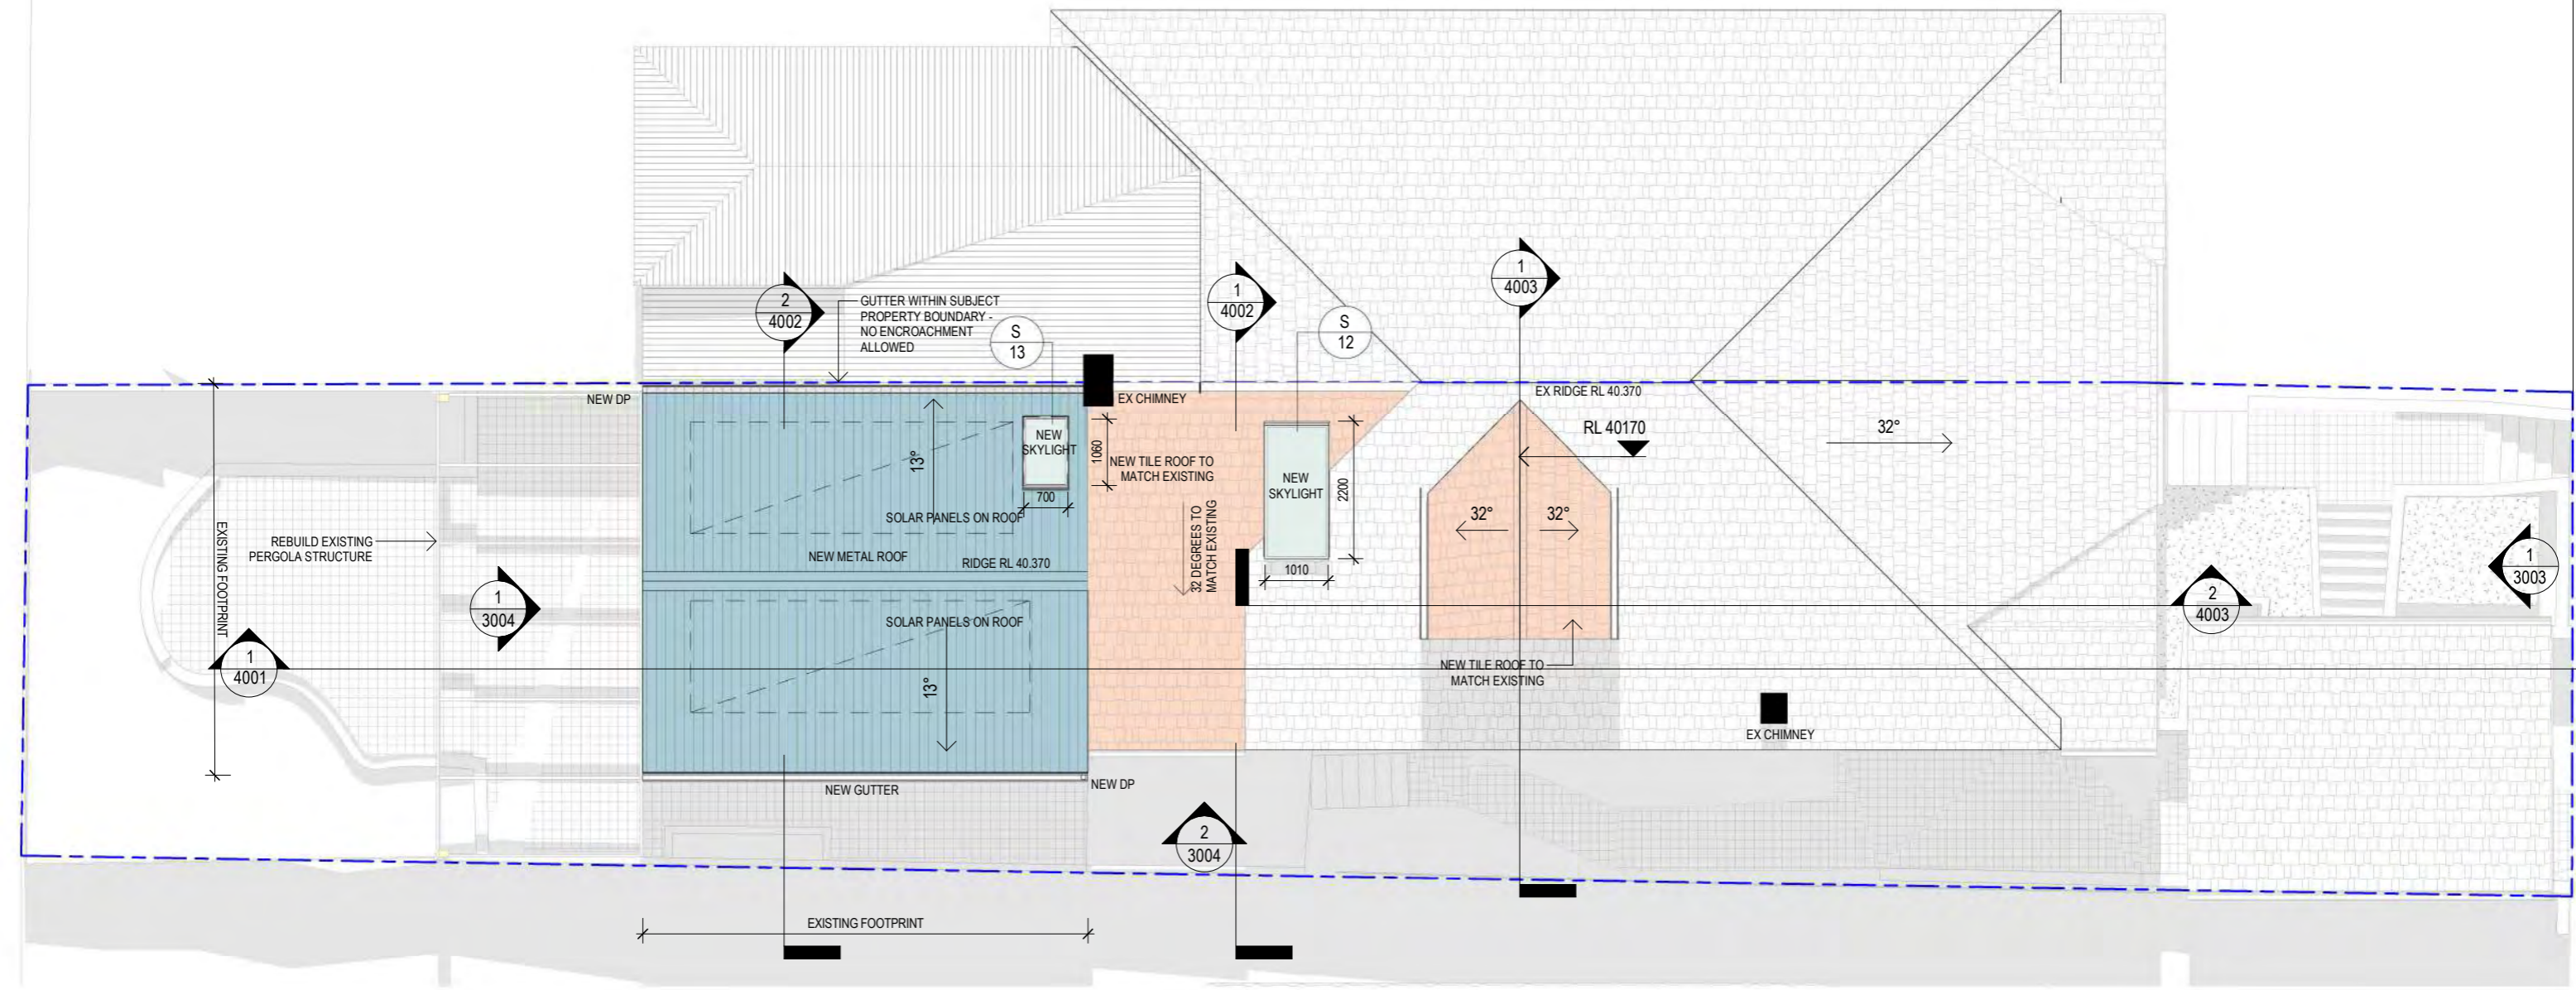 1
4003
2
4002
GUTTER WITHIN SUBJECT
PROPERTY BOUNDARY -
NO ENCROACHMENT
ALLOWED
S
13
1
4002
S
12
NEW DP
EX CHIMNEY
EX RIDGE RL 40.370
RL 40170
32°
13°
NEW
SKYLIGHT
1060
700
NEW TILE ROOF TO
MATCH EXISTING
NEW
SKYLIGHT
2200
1010
32 DEGREES TO
MATCH EXISTING
32°
32°
SOLAR PANELS ON ROOF
NEW METAL ROOF
RIDGE RL 40.370
EXISTING FOOTPRINT
REBUILD EXISTING
PERGOLA STRUCTURE
1
3004
1
3003
2
4003
SOLAR PANELS ON ROOF
13°
1
4001
NEW TILE ROOF TO
MATCH EXISTING
EX CHIMNEY
NEW GUTTER
NEW DP
2
3004
EXISTING FOOTPRINT